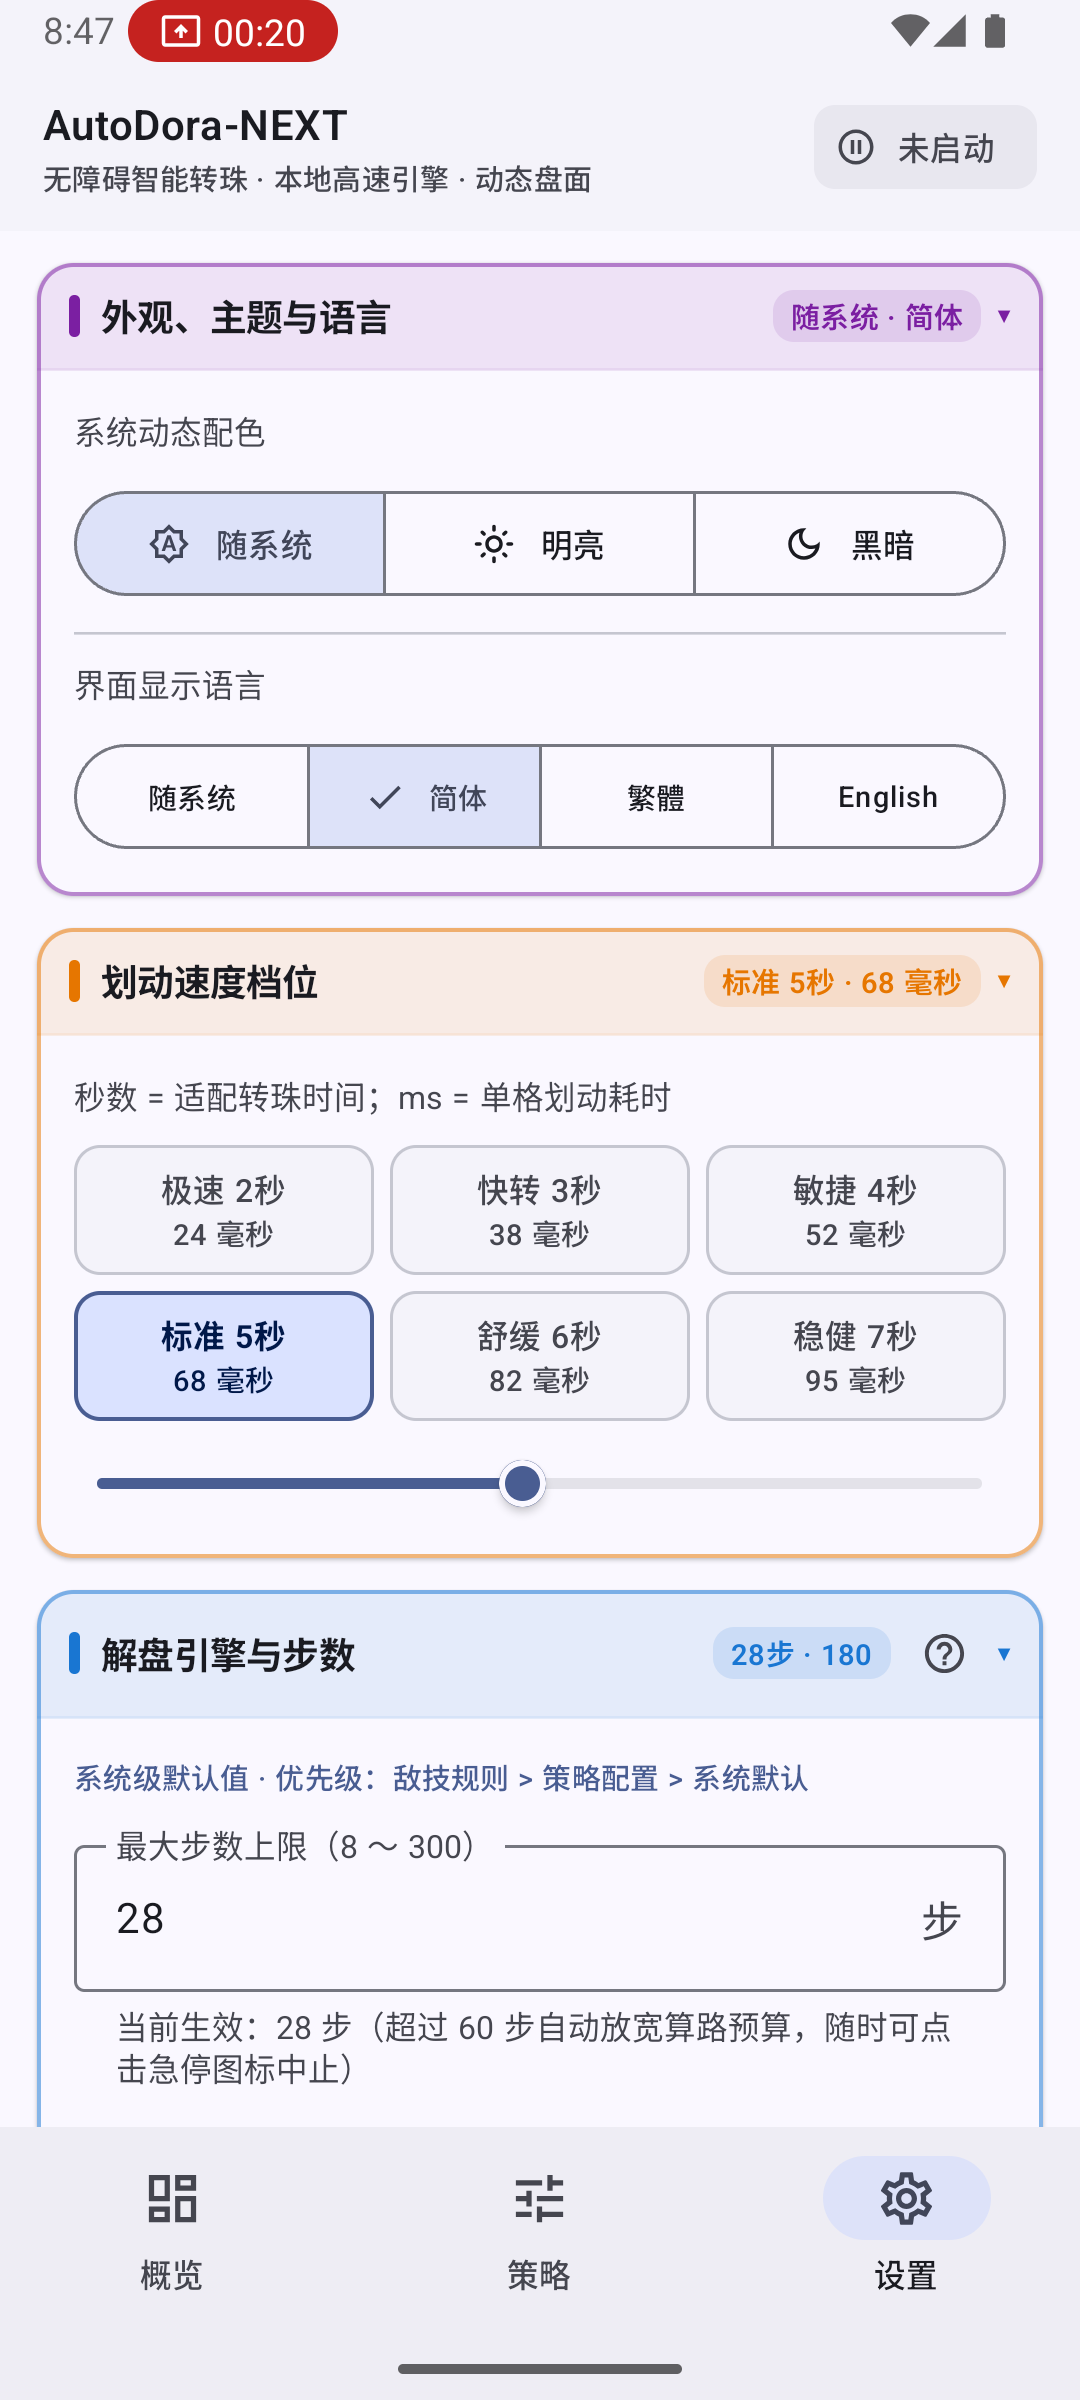 8:47
00:20
AutoDora-NEXT
无障碍智能转珠 · 本地高速引擎 · 动态盘面
未启动
外观、主题与语言
随系统 · 简体
系统动态配色
随系统
明亮
黑暗
界面显示语言
随系统
简体
繁體
English
划动速度档位
标准 5秒 · 68 毫秒
秒数 = 适配转珠时间；ms = 单格划动耗时
极速 2秒
24 毫秒
快转 3秒
38 毫秒
敏捷 4秒
52 毫秒
标准 5秒
68 毫秒
舒缓 6秒
82 毫秒
稳健 7秒
95 毫秒
解盘引擎与步数
28步 · 180
系统级默认值 · 优先级：敌技规则 > 策略配置 > 系统默认
最大步数上限（8 ～ 300）
28
步
当前生效：28 步（超过 60 步自动放宽算路预算，随时可点
击急停图标中止）
概览
策略
设置